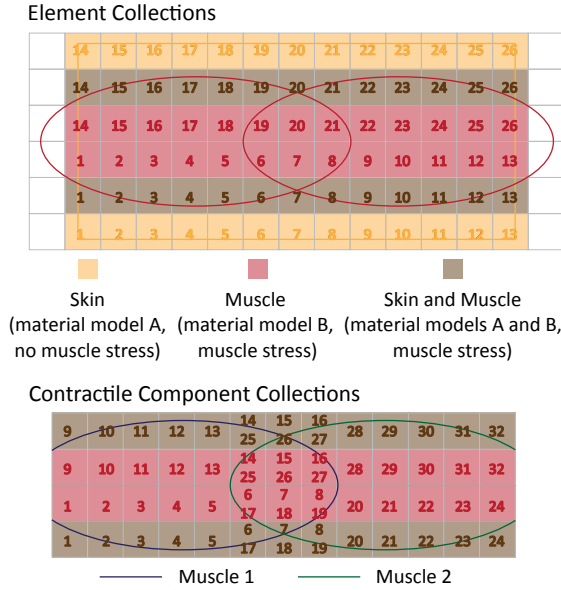 Element Collections
14 15 16 17 18 19 20 21 22 23 24 25 26
14 15 16 17 18 19 20 21 22 23 24 25 26
14 15 16 17 18 19 20 21 22 23 24 25 26
1 2 3 4 5 6 7 8 9 10 11 12 13
1 2 3 4 5 6 7 8 9 10 11 12 13
1 2 3 4 5 6 7 8 9 10 11 12 13
Skin
(material model A,
no muscle stress)
Muscle
(material model B,
muscle stress)
Skin and Muscle
(material models A and B,
muscle stress)
Contractile Component Collections
14 15 16
9 10 11 12 13 28 29 30 31 32
25 26 27
14 15 16
9 10 11 12 13 28 29 30 31 32
25 26 27
6 7 8
1 2 3 4 5 20 21 22 23 24
17 18 19
6 7 8
1 2 3 4 5 20 21 22 23 24
17 18 19
Muscle 1 Muscle 2